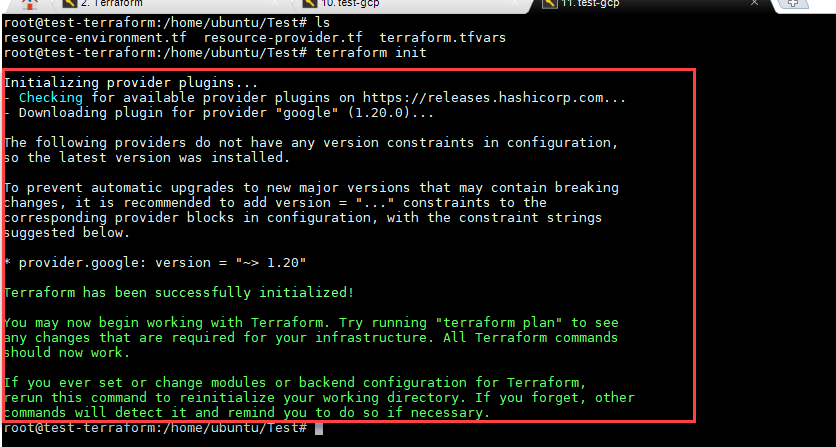 2. Terraform
10. test-gcp
11. test-gcp
root@test-terraform:/home/ubuntu/Test# ls
resource-environment.tf  resource-provider.tf  terraform.tfvars
root@test-terraform:/home/ubuntu/Test# terraform init
Initializing provider plugins...
- Checking for available provider plugins on https://releases.hashicorp.com...
- Downloading plugin for provider "google" (1.20.0)...
The following providers do not have any version constraints in configuration,
so the latest version was installed.
To prevent automatic upgrades to new major versions that may contain breaking
changes, it is recommended to add version = "..." constraints to the
corresponding provider blocks in configuration, with the constraint strings
suggested below.
* provider.google: version = "~> 1.20"
Terraform has been successfully initialized!
You may now begin working with Terraform. Try running "terraform plan" to see
any changes that are required for your infrastructure. All Terraform commands
should now work.
If you ever set or change modules or backend configuration for Terraform,
rerun this command to reinitialize your working directory. If you forget, other
commands will detect it and remind you to do so if necessary.
root@test-terraform:/home/ubuntu/Test#